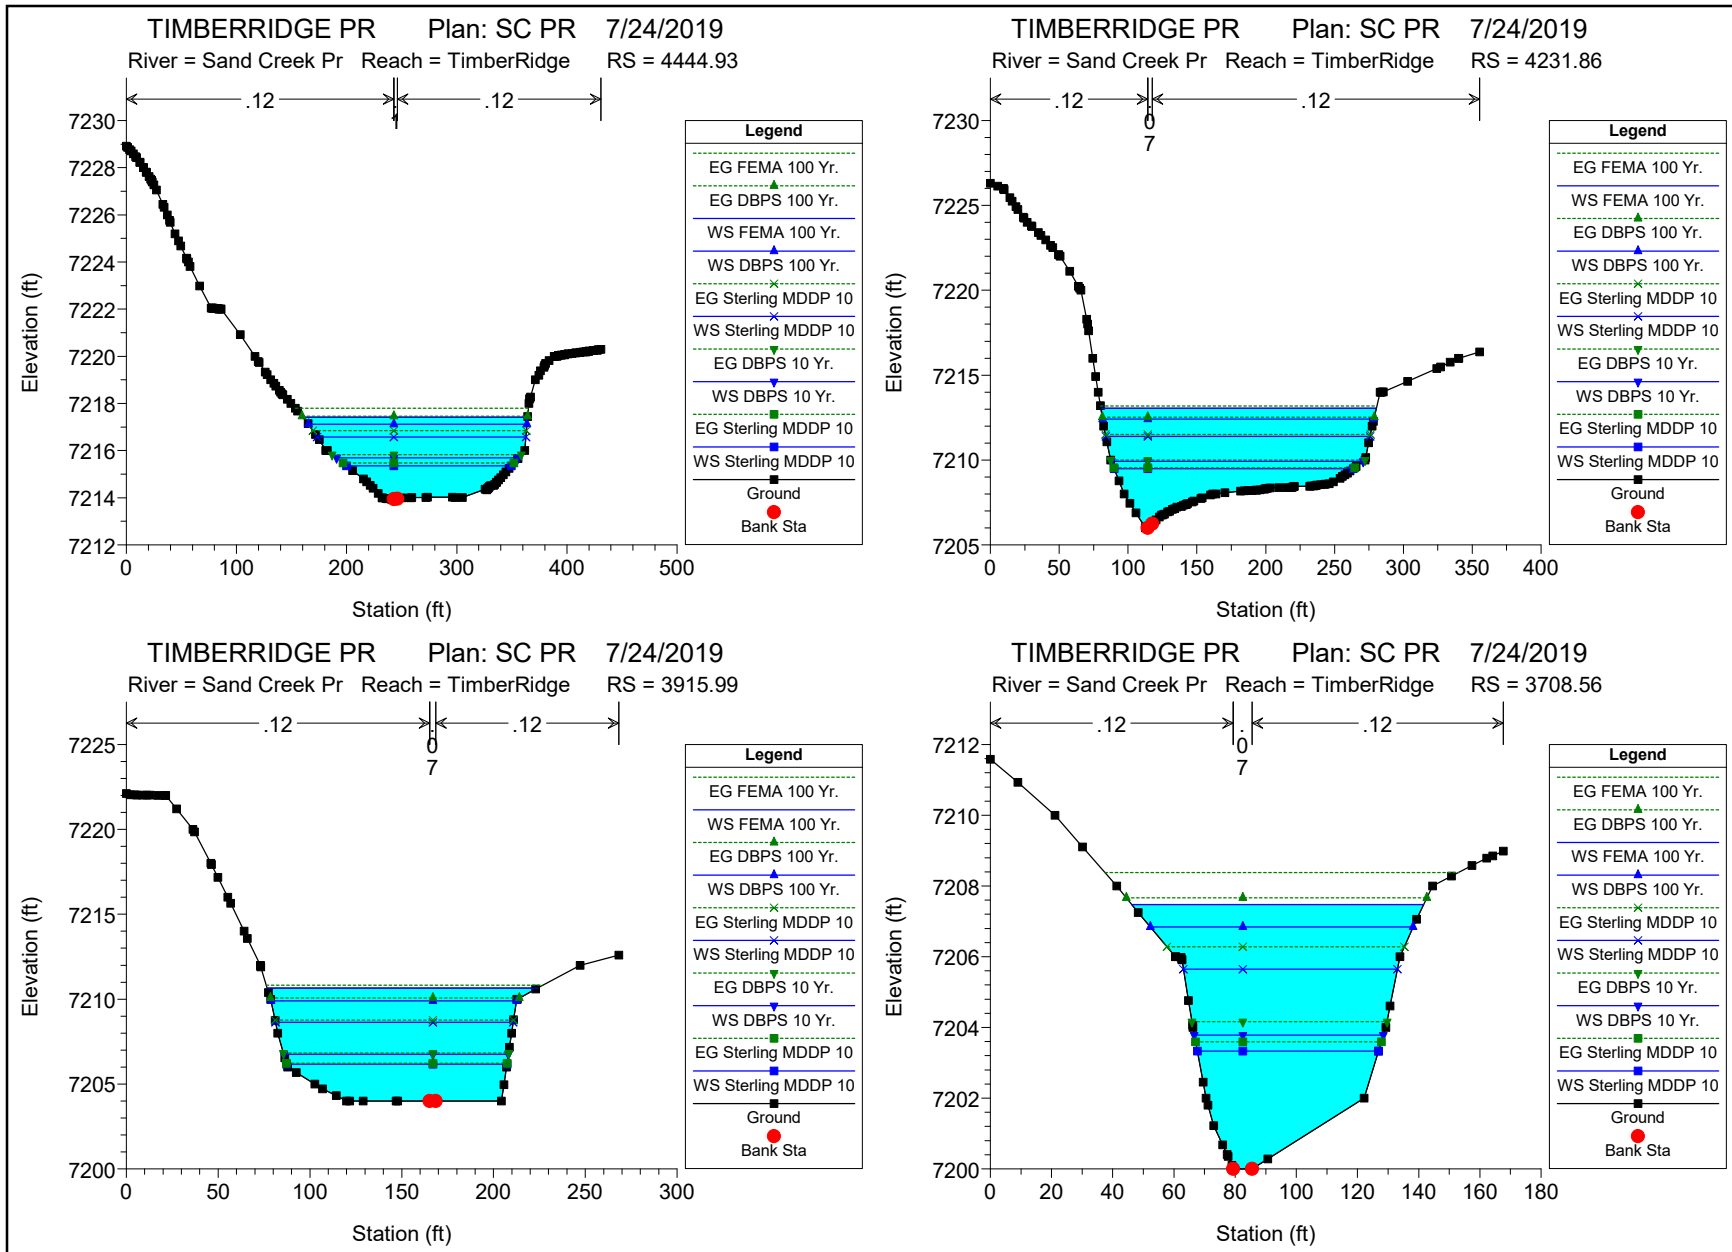 TIMBERRIDGE PR Plan: SC PR 7/24/2019
River = Sand Creek Pr Reach = TimberRidge RS = 4444.93
.12
.1
.12
7230
7228
7226
7224
7222
7220
7218
7216
7214
7212
Elevation (ft)
0 100 200 300 400 500
Station (ft)
Legend
EG FEMA 100 Yr.
EG DBPS 100 Yr.
WS FEMA 100 Yr.
WS DBPS 100 Yr.
EG Sterling MDDP 10
WS Sterling MDDP 10
EG DBPS 10 Yr.
WS DBPS 10 Yr.
EG Sterling MDDP 10
WS Sterling MDDP 10
Ground
Bank Sta
TIMBERRIDGE PR Plan: SC PR 7/24/2019
River = Sand Creek Pr Reach = TimberRidge RS = 4231.86
.12
.
0
7
.12
7230
7225
7220
7215
7210
7205
Elevation (ft)
0 50 100 150 200 250 300 350 400
Station (ft)
Legend
EG FEMA 100 Yr.
WS FEMA 100 Yr.
EG DBPS 100 Yr.
WS DBPS 100 Yr.
EG Sterling MDDP 10
WS Sterling MDDP 10
EG DBPS 10 Yr.
WS DBPS 10 Yr.
EG Sterling MDDP 10
WS Sterling MDDP 10
Ground
Bank Sta
TIMBERRIDGE PR Plan: SC PR 7/24/2019
River = Sand Creek Pr Reach = TimberRidge RS = 3915.99
.12
.
0
7
.12
7225
7220
7215
7210
7205
7200
Elevation (ft)
0 50 100 150 200 250 300
Station (ft)
Legend
EG FEMA 100 Yr.
WS FEMA 100 Yr.
EG DBPS 100 Yr.
WS DBPS 100 Yr.
EG Sterling MDDP 10
WS Sterling MDDP 10
EG DBPS 10 Yr.
WS DBPS 10 Yr.
EG Sterling MDDP 10
WS Sterling MDDP 10
Ground
Bank Sta
TIMBERRIDGE PR Plan: SC PR 7/24/2019
River = Sand Creek Pr Reach = TimberRidge RS = 3708.56
.12
.
0
7
.12
7212
7210
7208
7206
7204
7202
7200
Elevation (ft)
0 20 40 60 80 100 120 140 160 180
Station (ft)
Legend
EG FEMA 100 Yr.
EG DBPS 100 Yr.
WS FEMA 100 Yr.
WS DBPS 100 Yr.
EG Sterling MDDP 10
WS Sterling MDDP 10
EG DBPS 10 Yr.
WS DBPS 10 Yr.
EG Sterling MDDP 10
WS Sterling MDDP 10
Ground
Bank Sta